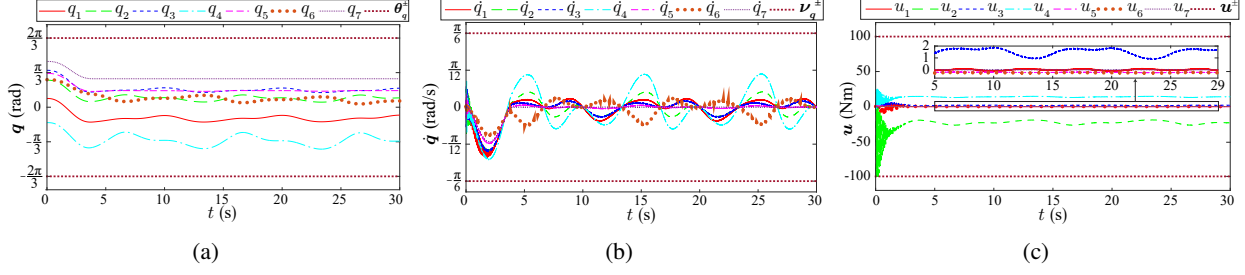 q₁ q₂ q₃ q₄ q₅ q₆ q₇ θ_q^±
2π/3
π/3
0
-π/3
-2π/3
q (rad)
0 5 10 15 20 25 30
t (s)
(a)
q̇₁ q̇₂ q̇₃ q̇₄ q̇₅ q̇₆ q̇₇ ν_q^±
π/6
π/12
0
-π/12
-π/6
q̇ (rad/s)
0 5 10 15 20 25 30
t (s)
(b)
u₁ u₂ u₃ u₄ u₅ u₆ u₇ u^±
100
50
0
-50
-100
u (Nm)
2
1
0
5 10 15 20 25 29
0 5 10 15 20 25 30
t (s)
(c)